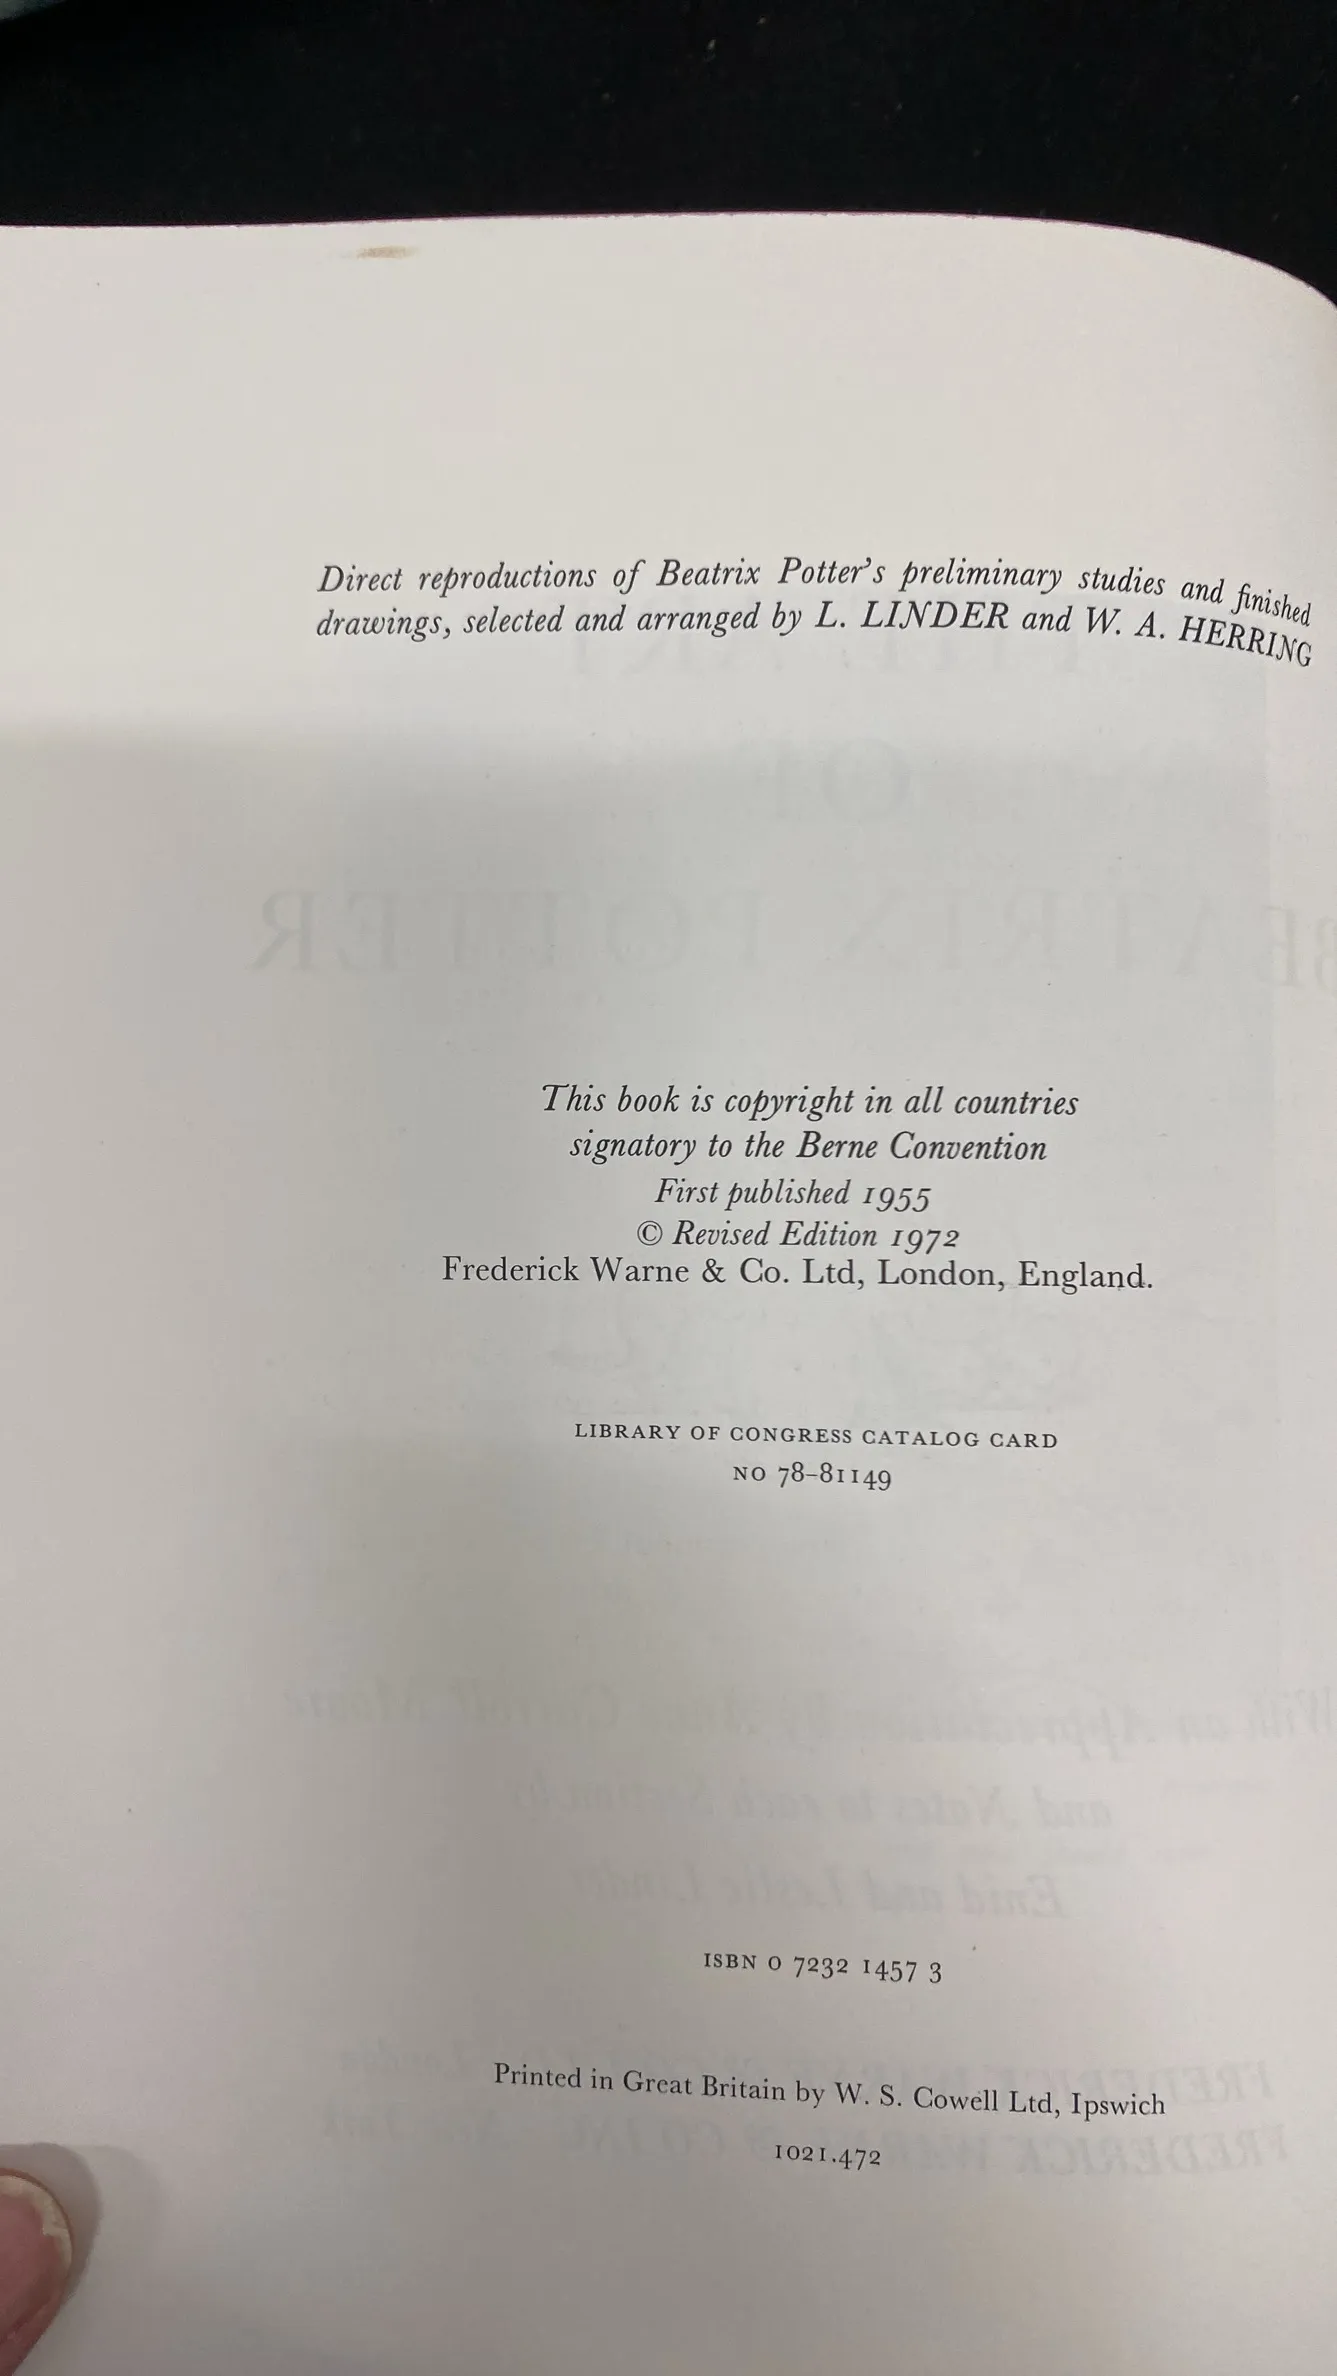 Direct reproductions of Beatrix Potter's preliminary studies and finished
drawings, selected and arranged by L. LINDER and W. A. HERRING
This book is copyright in all countries
signatory to the Berne Convention
First published 1955
© Revised Edition 1972
Frederick Warne & Co. Ltd, London, England.
LIBRARY OF CONGRESS CATALOG CARD
NO 78-81149
ISBN 0 7232 1457 3
Printed in Great Britain by W. S. Cowell Ltd, Ipswich
1021.472